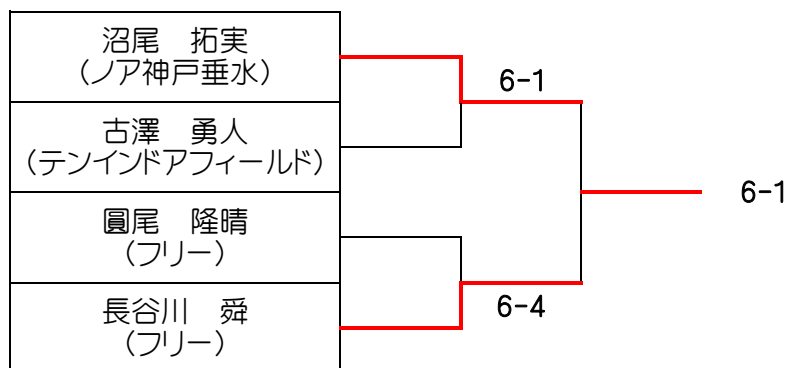 沼尾　拓実
(ノア神戸垂水)
6-1
古澤　勇人
(テンインドアフィールド)
6-1
圓尾　隆晴
(フリー)
6-4
長谷川　舜
(フリー)